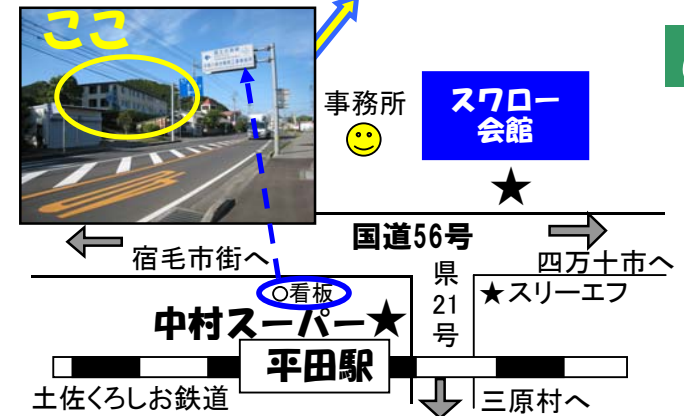 ここ
事務所
スワロー
会館
★
国道56号
宿毛市街へ
四万十市へ
県
21
号
○看板
★スリーエフ
中村スーパー★
平田駅
土佐くろしお鉄道
三原村へ